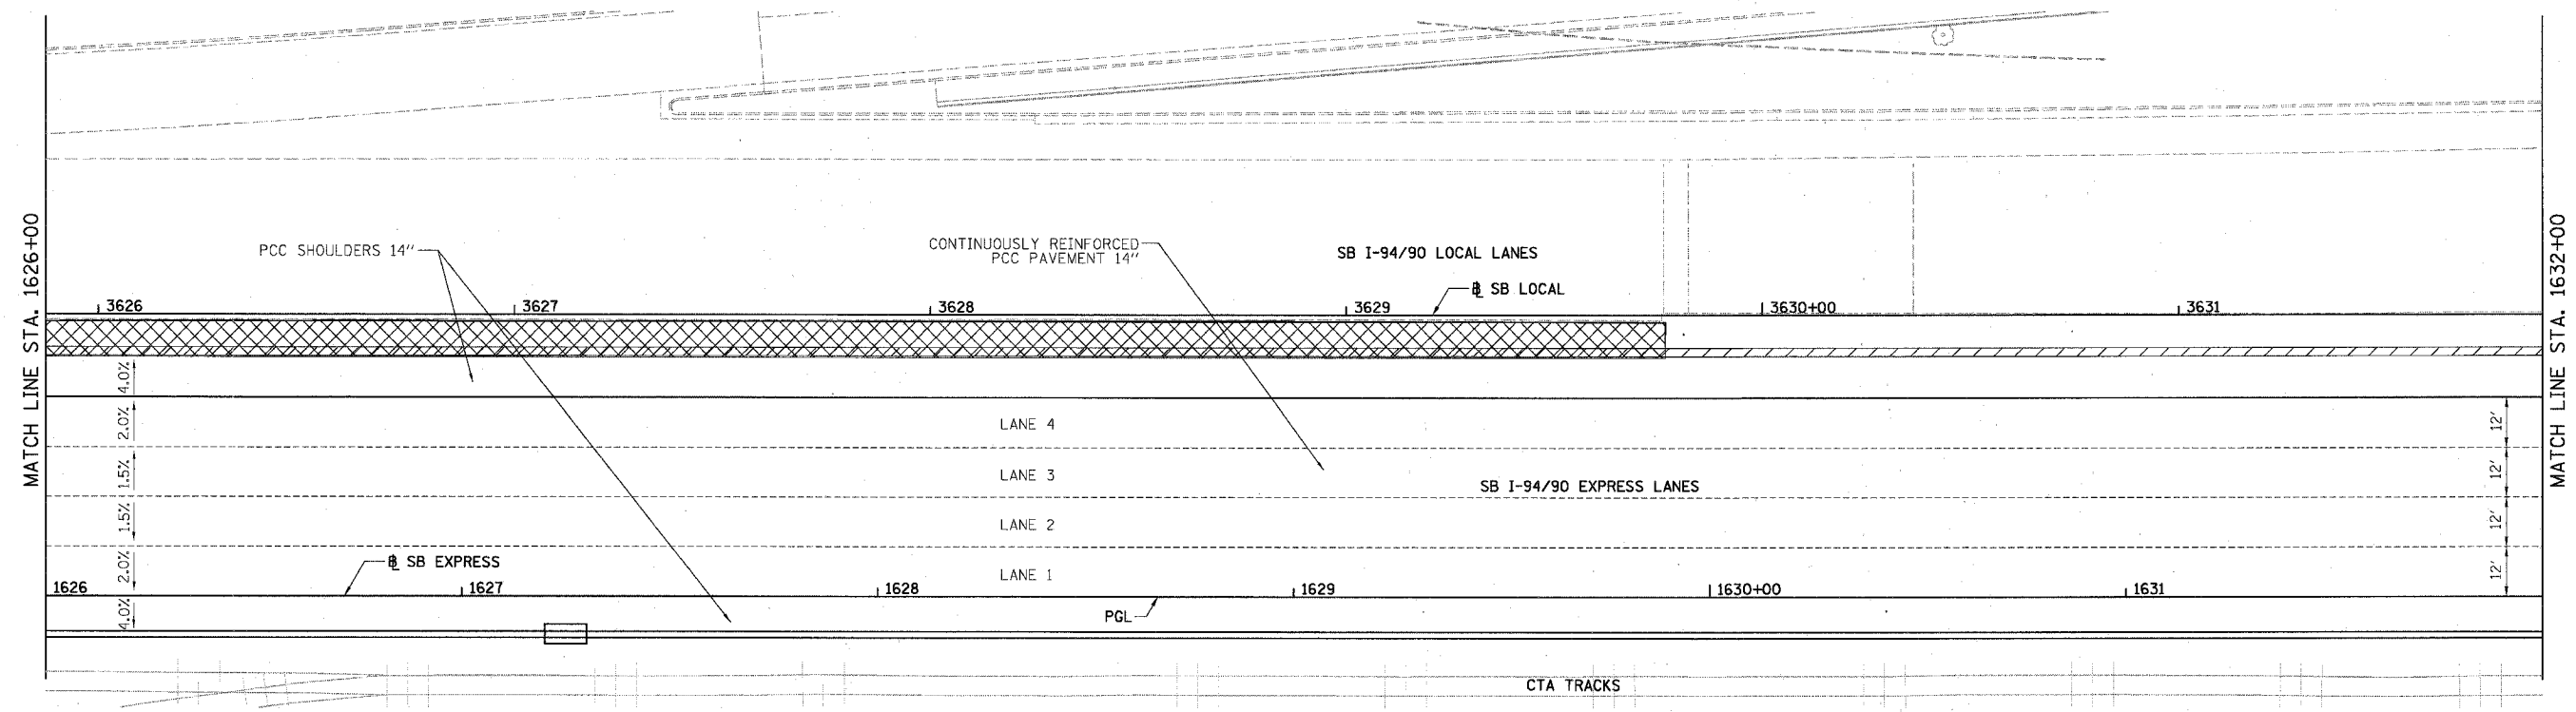 MATCH LINE STA. 1626+00
MATCH LINE STA. 1632+00
PCC SHOULDERS 14"
CONTINUOUSLY REINFORCED
PCC PAVEMENT 14"
SB I-94/90 LOCAL LANES
℄ SB LOCAL
3626
3627
3628
3629
3630+00
3631
4.0%
2.0%
1.5%
1.5%
2.0%
4.0%
LANE 4
LANE 3
LANE 2
LANE 1
SB I-94/90 EXPRESS LANES
12'
12'
12'
12'
℄ SB EXPRESS
1626
1627
1628
1629
1630+00
1631
PGL
CTA TRACKS